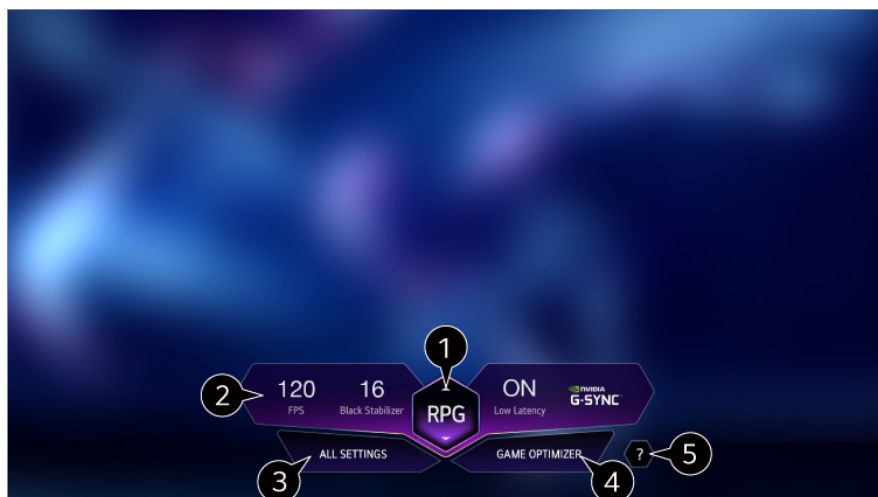 1
2
120
FPS
16
Black Stabilizer
RPG
ON
Low Latency
NVIDIA
G-SYNC
3
ALL SETTINGS
GAME OPTIMIZER
4
?
5